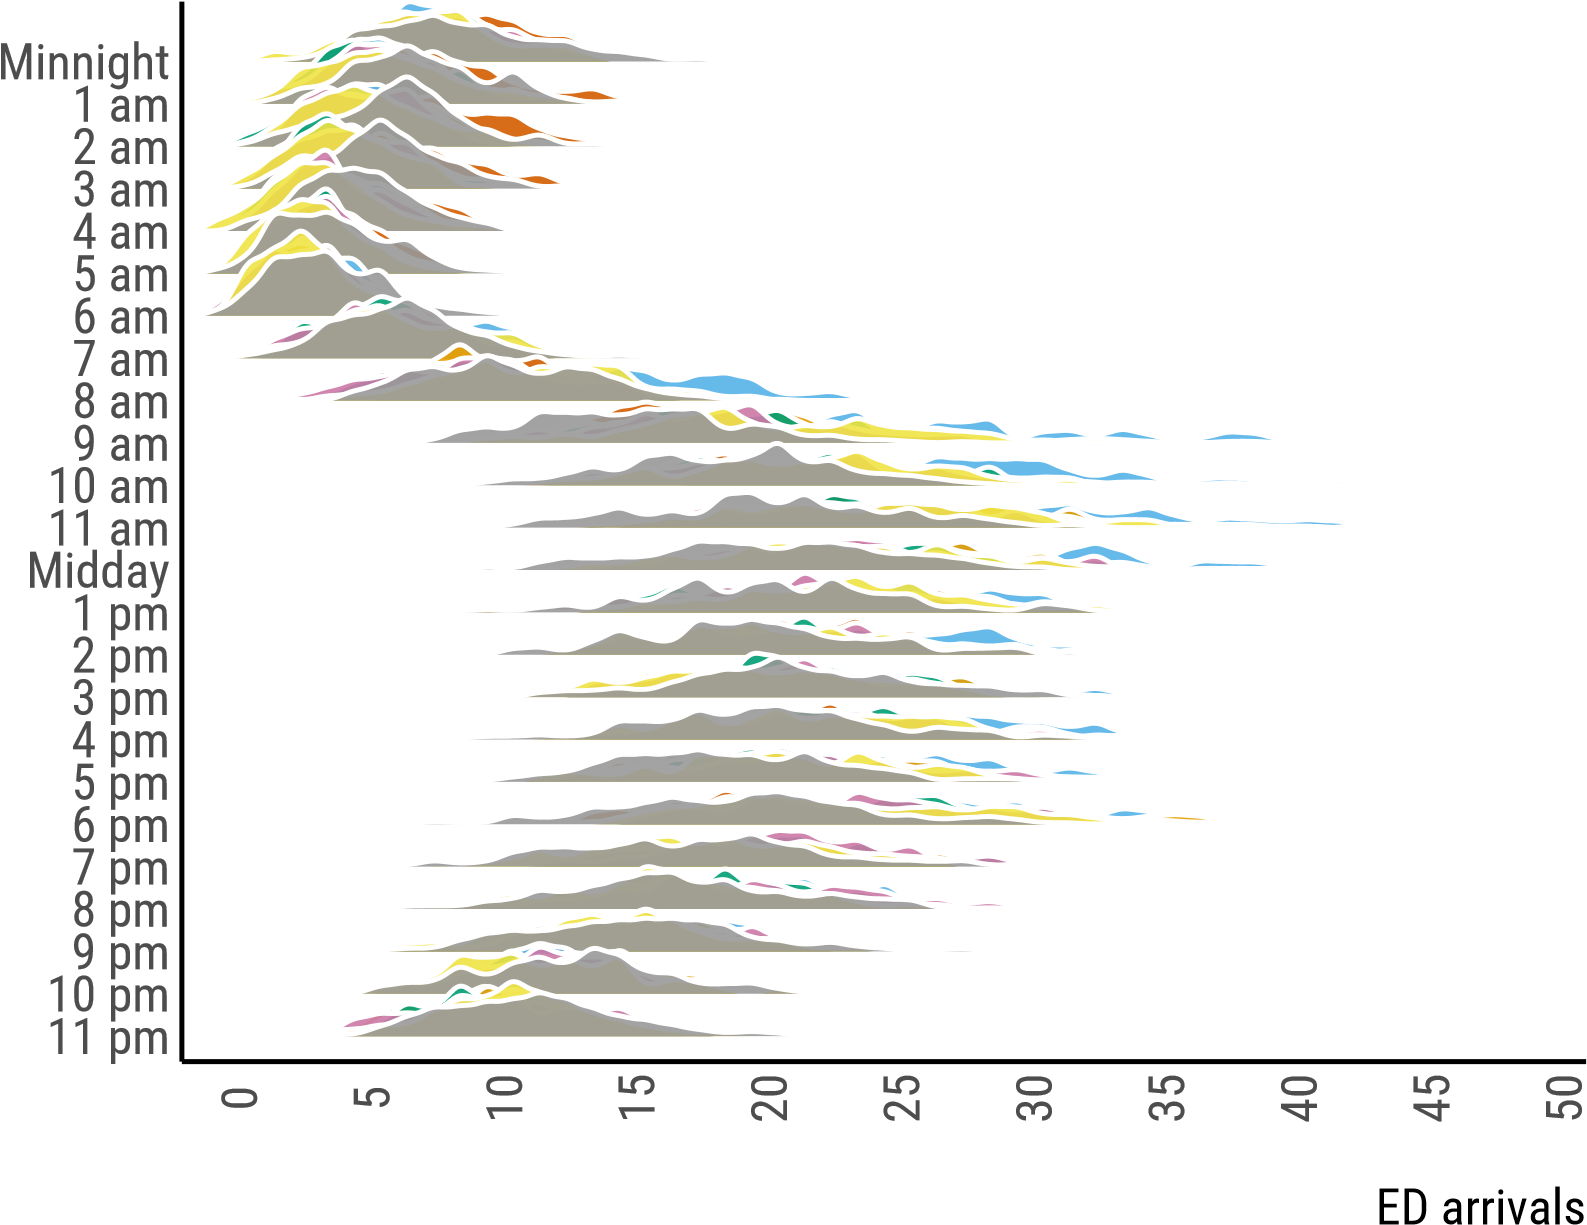 Minnight
1 am
2 am
3 am
4 am
5 am
6 am
7 am
8 am
9 am
10 am
11 am
Midday
1 pm
2 pm
3 pm
4 pm
5 pm
6 pm
7 pm
8 pm
9 pm
10 pm
11 pm
0 5 10 15 20 25 30 35 40 45 50
ED arrivals